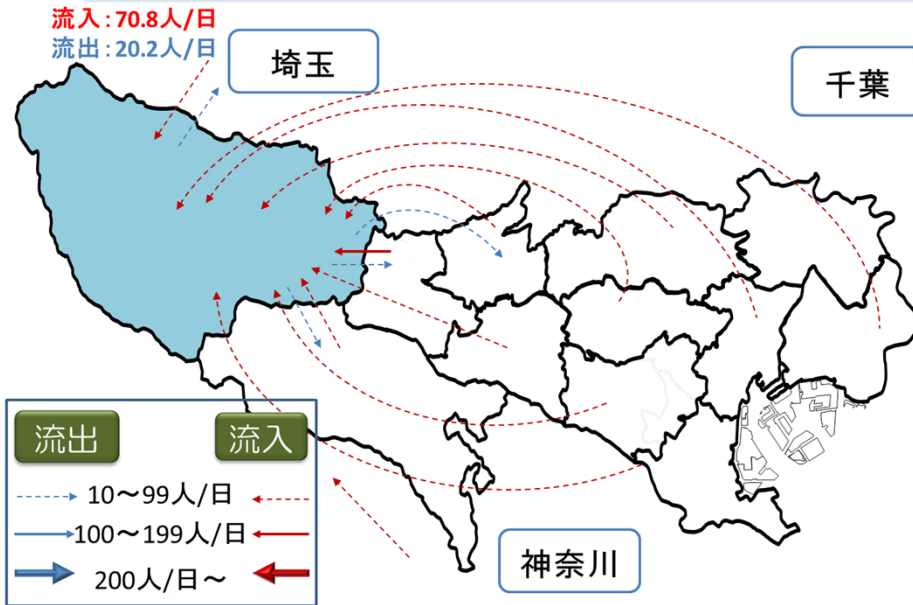 流入:70.8人/日
流出:20.2人/日
埼玉
千葉
流出
流入
10～99人/日
100～199人/日
200人/日～
神奈川